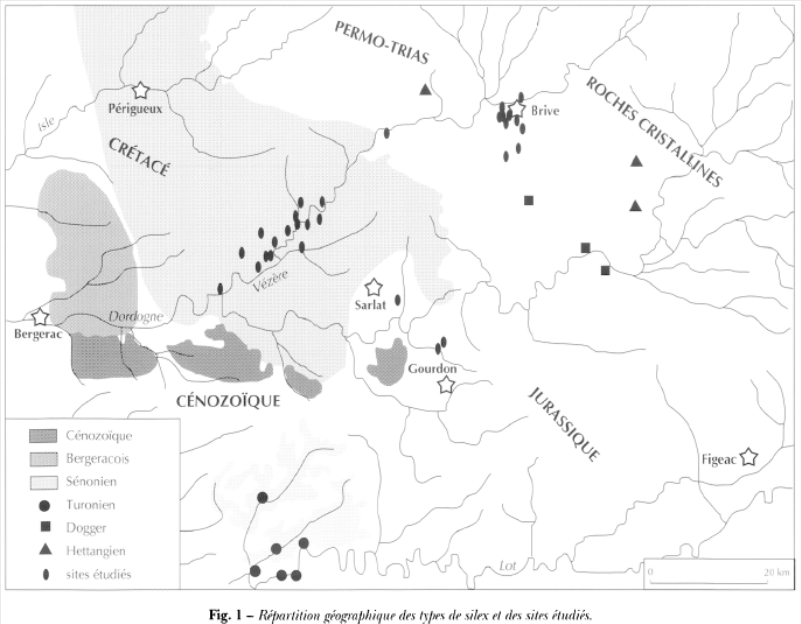 PERMO-TRIAS
ROCHES CRISTALLINES
Périgueux
Brive
Isle
CRÉTACÉ
Vézère
Sarlat
Dordogne
Bergerac
Gourdon
CÉNOZOÏQUE
JURASSIQUE
Figeac
Cénozoïque
Bergeracois
Sénonien
Turonien
Dogger
Hettangien
sites étudiés
Lot
0 20 km
Fig. 1 – Répartition géographique des types de silex et des sites étudiés.